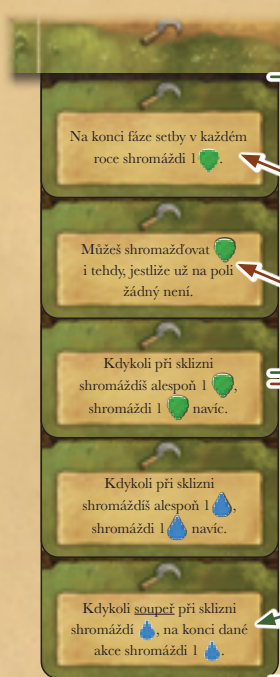 Na konci fáze setby v každém
roce shromáždi 1 .
Můžeš shromažďovat
i tehdy, jestliže už na poli
žádný není.
Kdykoli při sklizni
shromáždíš alespoň 1 ,
shromáždi 1 navíc.
Kdykoli při sklizni
shromáždíš alespoň 1 ,
shromáždi 1 navíc.
Kdykoli soupeř při sklizni
shromáždí , na konci dané
akce shromáždi 1 .